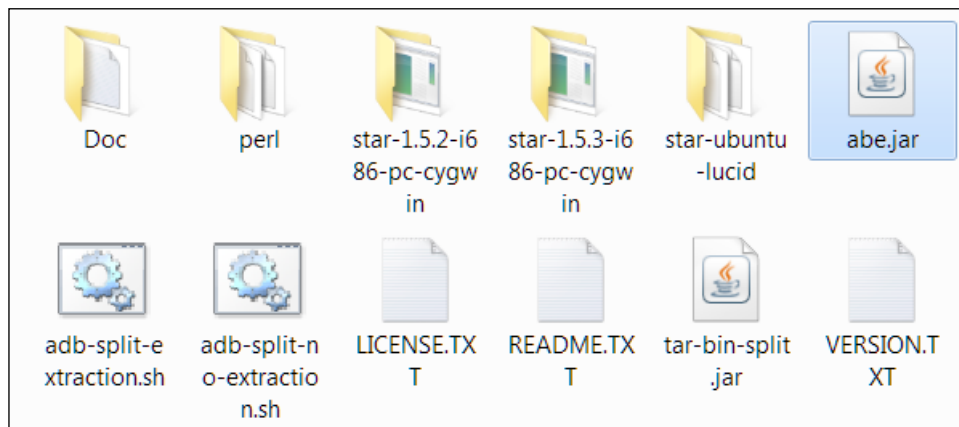 Doc perl star-1.5.2-i6 star-1.5.3-i6 star-ubuntu abe.jar
86-pc-cygw 86-pc-cygw -lucid
in in
adb-split-e adb-split-n LICENSE.TX README.TX tar-bin-split VERSION.T
xtraction.sh o-extractio T T .jar XT
n.sh